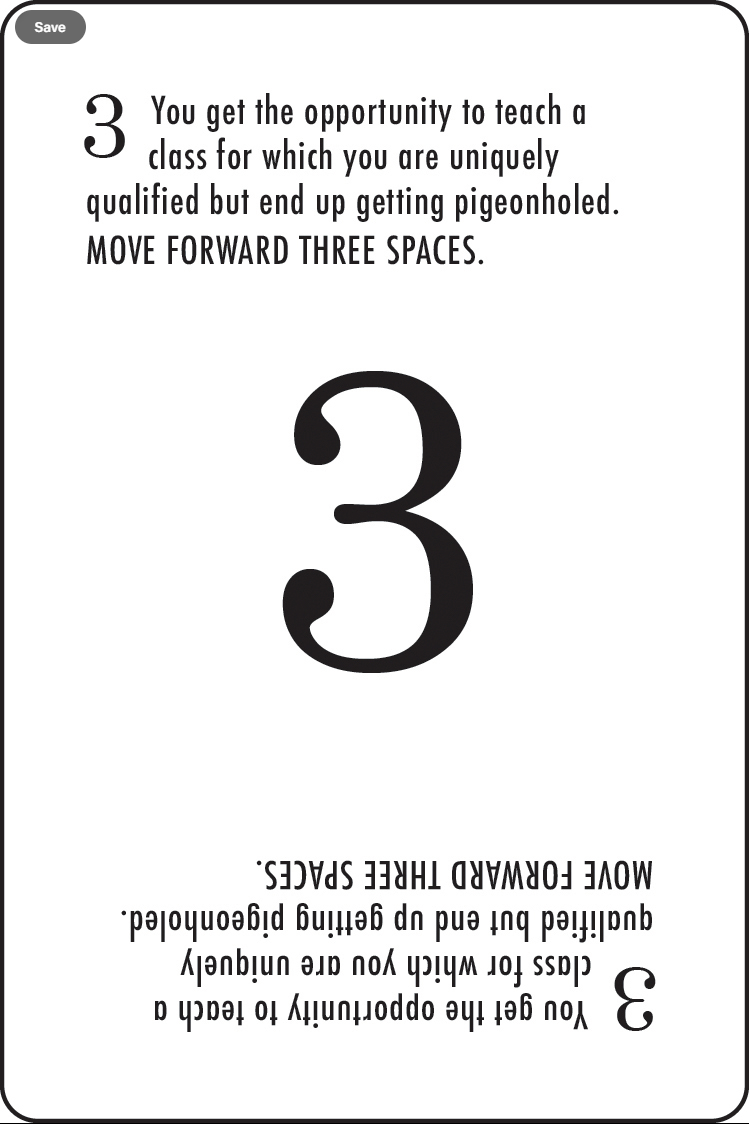 Save
3 You get the opportunity to teach a
class for which you are uniquely
qualified but end up getting pigeonholed.
MOVE FORWARD THREE SPACES.
3
3 You get the opportunity to teach a
class for which you are uniquely
qualified but end up getting pigeonholed.
MOVE FORWARD THREE SPACES.